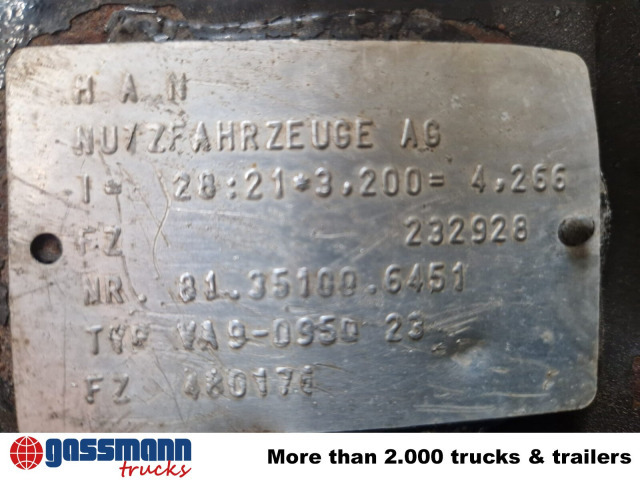 M A N
NUTZFAHRZEUGE AG
I= 28:21*3,200= 4,266
FZ 232928
NR. 81.35100.6451
TYP VA9-0950 23
FZ 480176
gassmann
trucks
More than 2.000 trucks & trailers